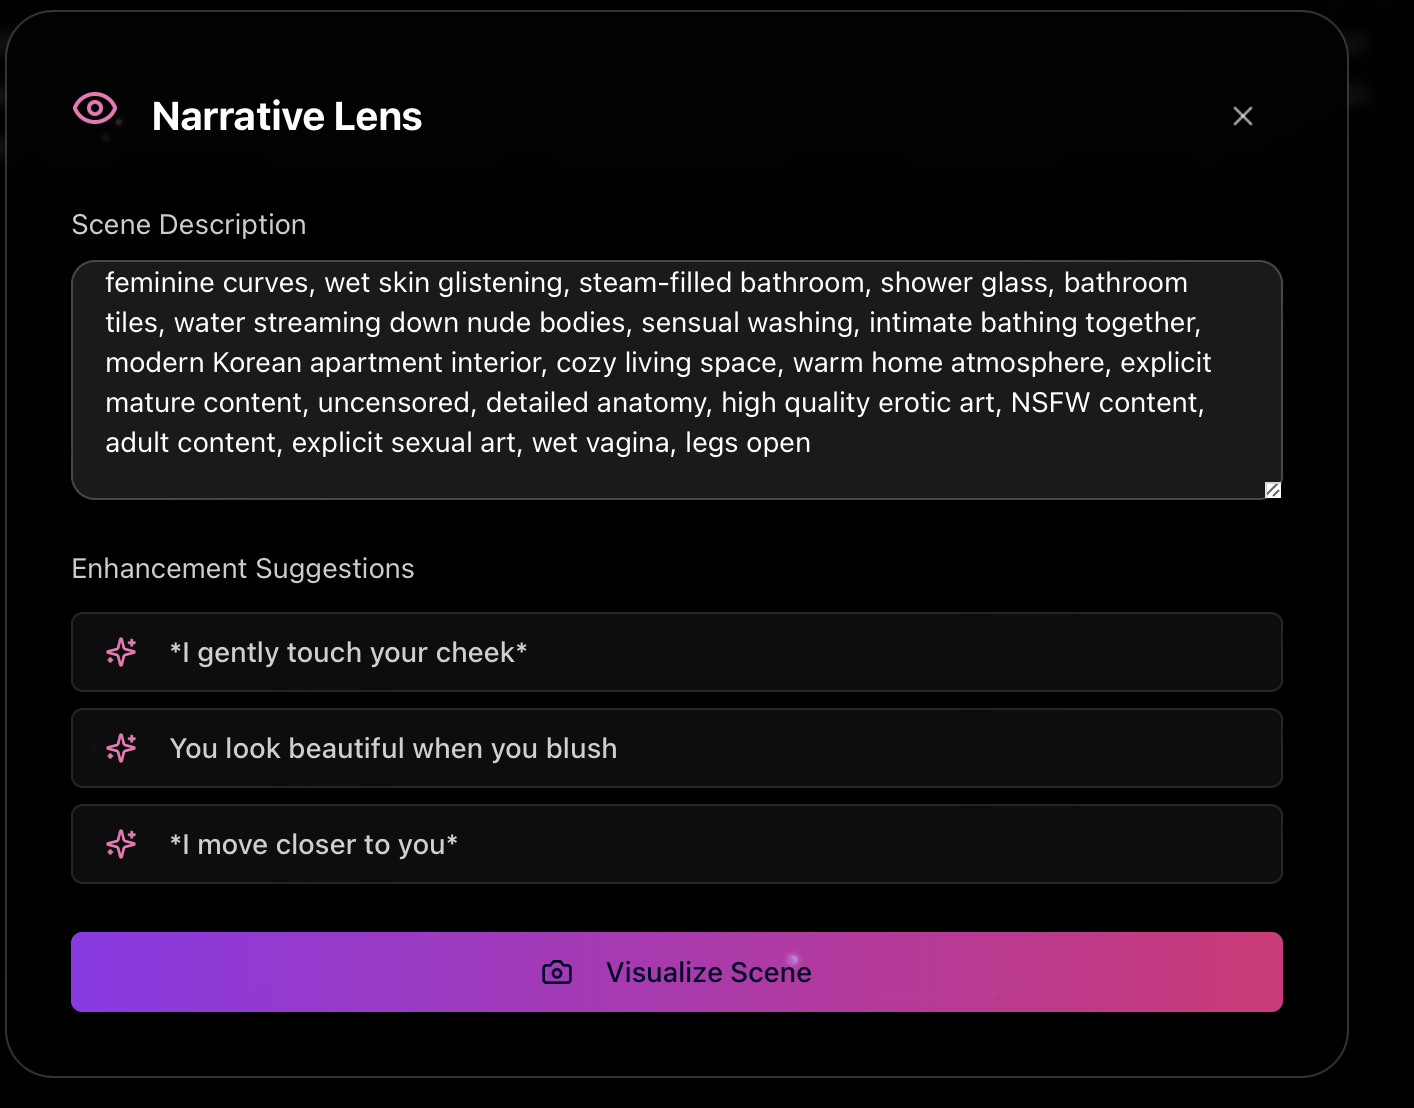 Narrative Lens
Scene Description
feminine curves, wet skin glistening, steam-filled bathroom, shower glass, bathroom
tiles, water streaming down nude bodies, sensual washing, intimate bathing together,
modern Korean apartment interior, cozy living space, warm home atmosphere, explicit
mature content, uncensored, detailed anatomy, high quality erotic art, NSFW content,
adult content, explicit sexual art, wet vagina, legs open
Enhancement Suggestions
*I gently touch your cheek*
You look beautiful when you blush
*I move closer to you*
Visualize Scene